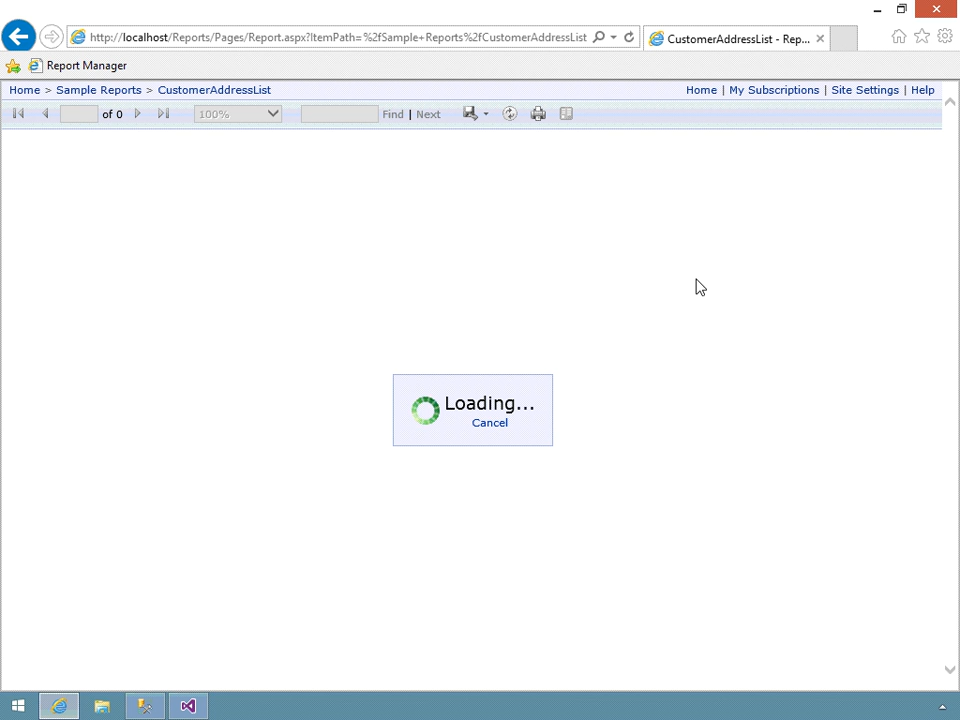 http://localhost/Reports/Pages/Report.aspx?ItemPath=%2fSample+Reports%2fCustomerAddressList
CustomerAddressList - Rep...
Report Manager
Home > Sample Reports > CustomerAddressList
Home | My Subscriptions | Site Settings | Help
of 0
100%
Find | Next
Loading...
Cancel